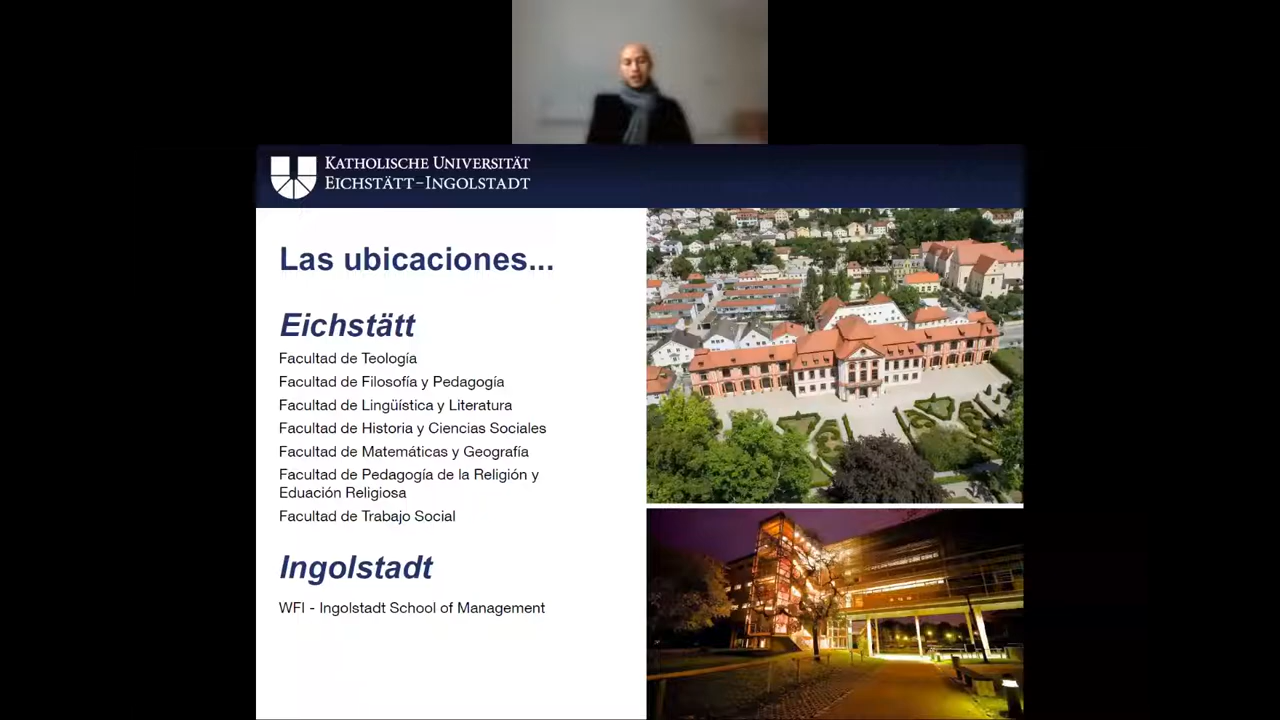 KATHOLISCHE UNIVERSITÄT
EICHSTÄTT-INGOLSTADT
Las ubicaciones...
Eichstätt
Facultad de Teología
Facultad de Filosofía y Pedagogía
Facultad de Lingüística y Literatura
Facultad de Historia y Ciencias Sociales
Facultad de Matemáticas y Geografía
Facultad de Pedagogía de la Religión y
Eduación Religiosa
Facultad de Trabajo Social
Ingolstadt
WFI - Ingolstadt School of Management